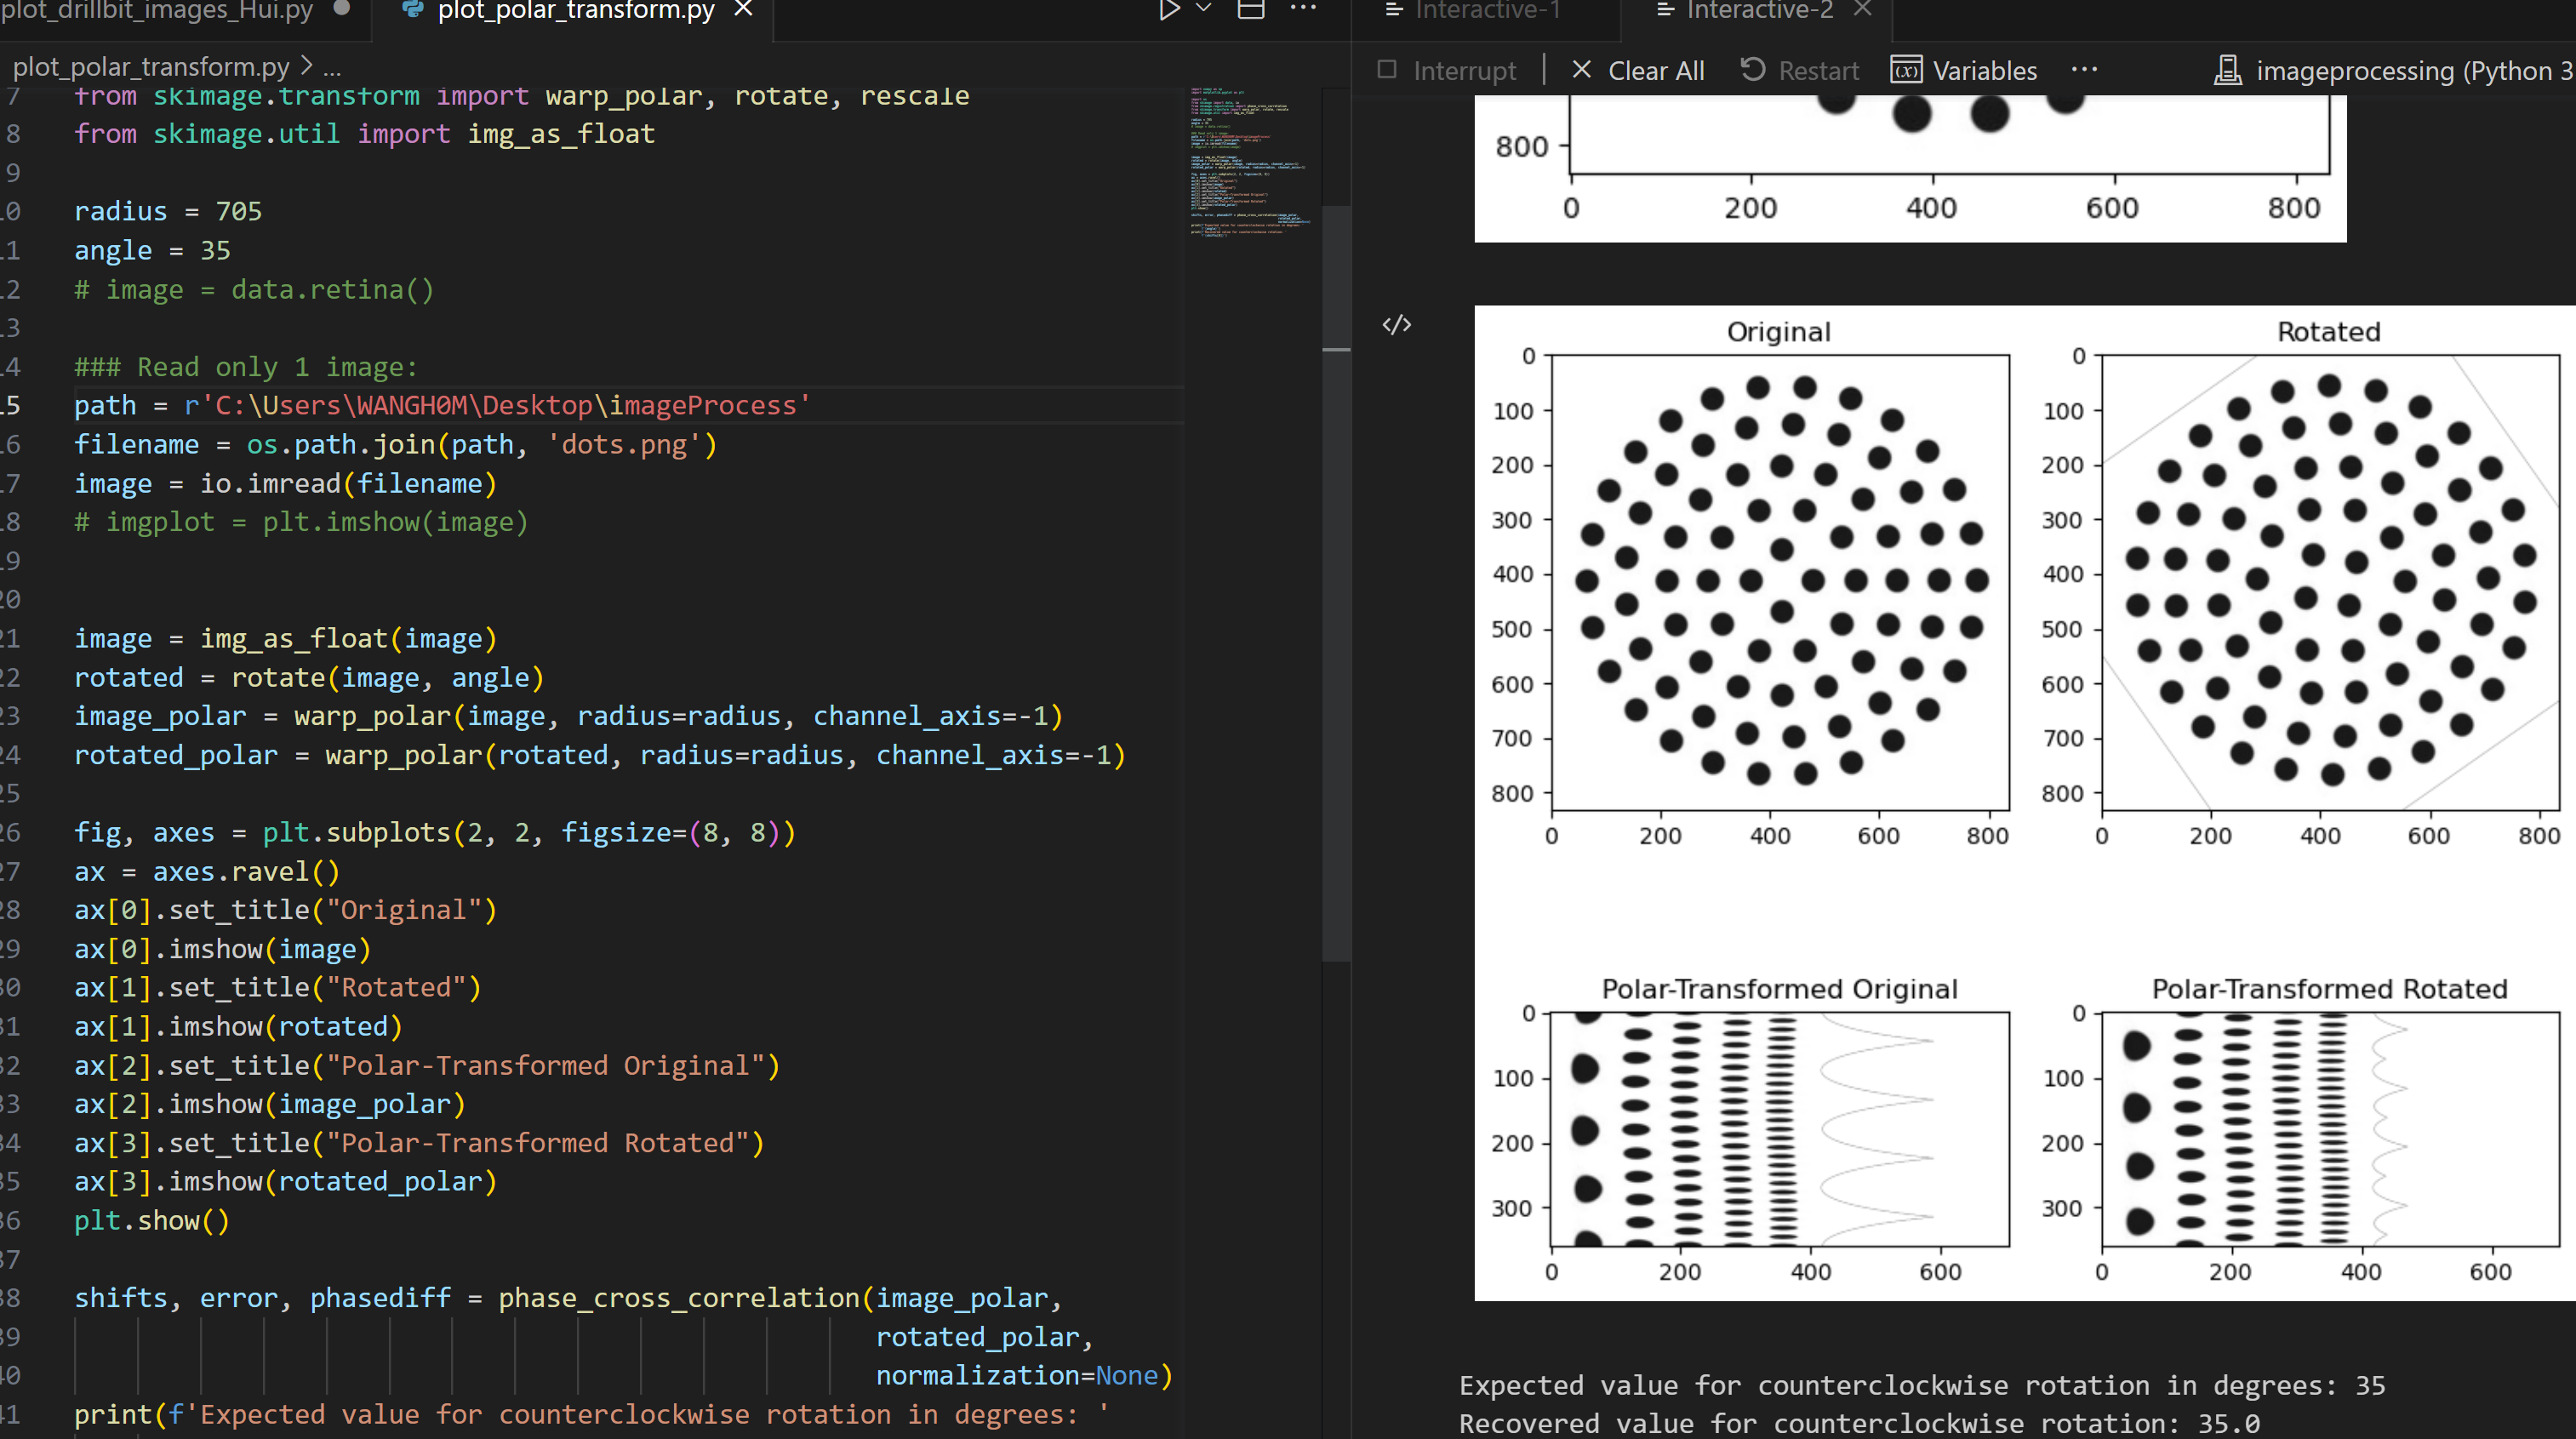 plot_drillbit_images_Hui.py
plot_polar_transform.py
Interactive-1
Interactive-2
plot_polar_transform.py > ...
Interrupt
Clear All
Restart
Variables
imageprocessing (Python 3
7 from skimage.transform import warp_polar, rotate, rescale
8 from skimage.util import img_as_float
9
.0 radius = 705
.1 angle = 35
.2 # image = data.retina()
.3
.4 ### Read only 1 image:
.5 path = r'C:\Users\WANGH0M\Desktop\imageProcess'
.6 filename = os.path.join(path, 'dots.png')
.7 image = io.imread(filename)
.8 # imgplot = plt.imshow(image)
.9
20
21 image = img_as_float(image)
22 rotated = rotate(image, angle)
23 image_polar = warp_polar(image, radius=radius, channel_axis=-1)
24 rotated_polar = warp_polar(rotated, radius=radius, channel_axis=-1)
25
26 fig, axes = plt.subplots(2, 2, figsize=(8, 8))
27 ax = axes.ravel()
28 ax[0].set_title("Original")
29 ax[0].imshow(image)
30 ax[1].set_title("Rotated")
31 ax[1].imshow(rotated)
32 ax[2].set_title("Polar-Transformed Original")
33 ax[2].imshow(image_polar)
34 ax[3].set_title("Polar-Transformed Rotated")
35 ax[3].imshow(rotated_polar)
36 plt.show()
37
38 shifts, error, phasediff = phase_cross_correlation(image_polar,
39 rotated_polar,
40 normalization=None)
41 print(f'Expected value for counterclockwise rotation in degrees: '
800
0 200 400 600 800
Original
0
100
200
300
400
500
600
700
800
0 200 400 600 800
Rotated
0
100
200
300
400
500
600
700
800
0 200 400 600 800
Polar-Transformed Original
0
100
200
300
0 200 400 600
Polar-Transformed Rotated
0
100
200
300
0 200 400 600
Expected value for counterclockwise rotation in degrees: 35
Recovered value for counterclockwise rotation: 35.0